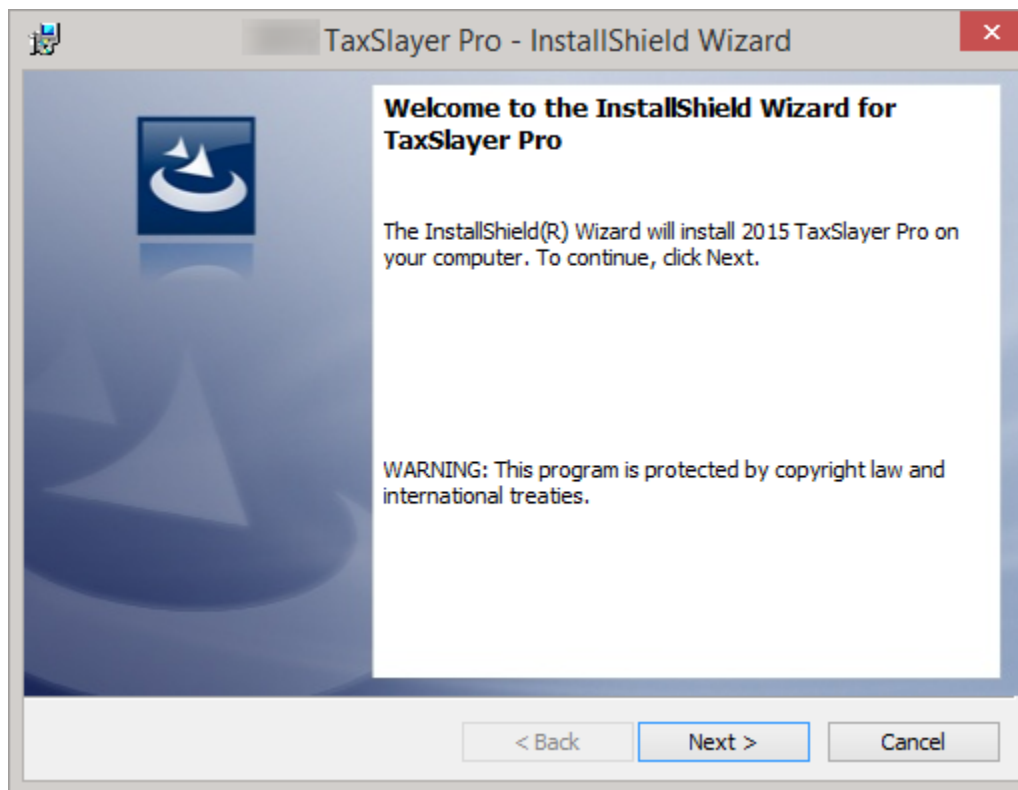 TaxSlayer Pro - InstallShield Wizard
Welcome to the InstallShield Wizard for
TaxSlayer Pro
The InstallShield(R) Wizard will install 2015 TaxSlayer Pro on
your computer. To continue, click Next.
WARNING: This program is protected by copyright law and
international treaties.
< Back
Next >
Cancel